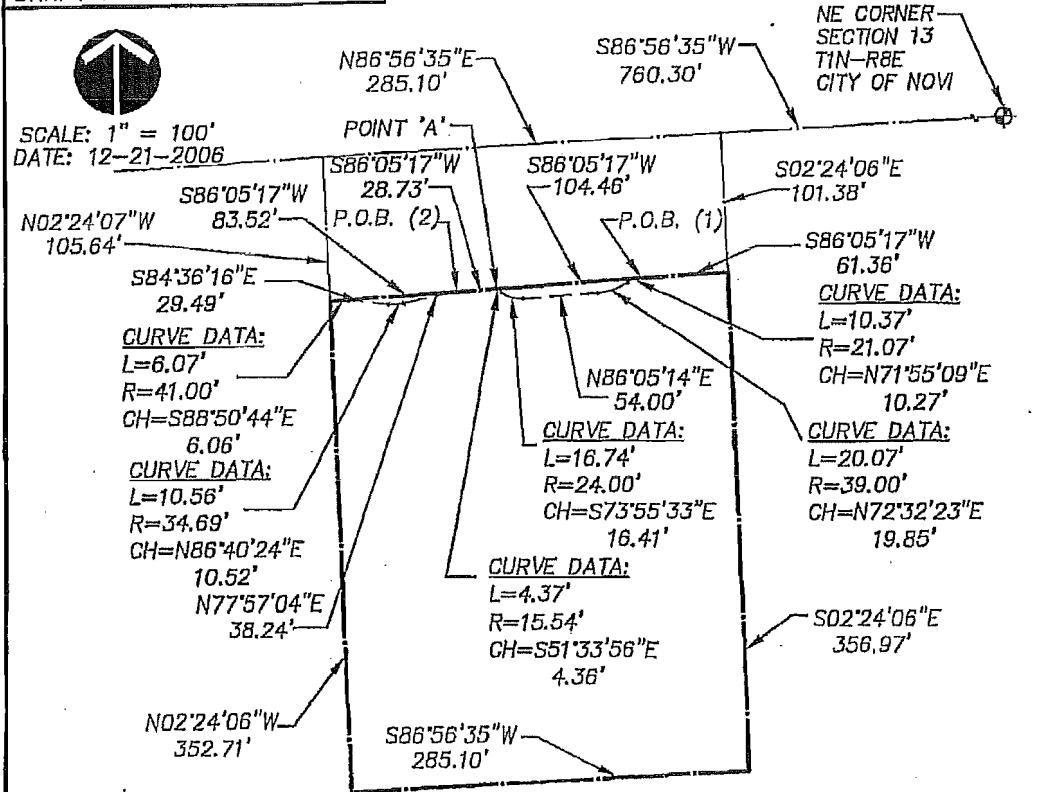 NE CORNER
SECTION 13
T1N-R8E
CITY OF NOVI
S86°56'35"W
760.30'
N86°56'35"E
285.10'
SCALE: 1" = 100'
DATE: 12-21-2006
POINT 'A'
S86°05'17"W
28.73'
S86°05'17"W
104.46'
S02°24'06"E
101.38'
S86°05'17"W
83.52'
N02°24'07"W
105.64'
P.O.B. (2)
P.O.B. (1)
S86°05'17"W
61.36'
S84°36'16"E
29.49'
CURVE DATA:
L=6.07'
R=41.00'
CH=S88°50'44"E
6.06'
CURVE DATA:
L=10.56'
R=34.69'
CH=N86°40'24"E
10.52'
N77°57'04"E
38.24'
N86°05'14"E
54.00'
CURVE DATA:
L=16.74'
R=24.00'
CH=S73°55'33"E
16.41'
CURVE DATA:
L=4.37'
R=15.54'
CH=S51°33'56"E
4.36'
CURVE DATA:
L=10.37'
R=21.07'
CH=N71°55'09"E
10.27'
CURVE DATA:
L=20.07'
R=39.00'
CH=N72°32'23"E
19.85'
S02°24'06"E
356.97'
N02°24'06"W
352.71'
S86°56'35"W
285.10'